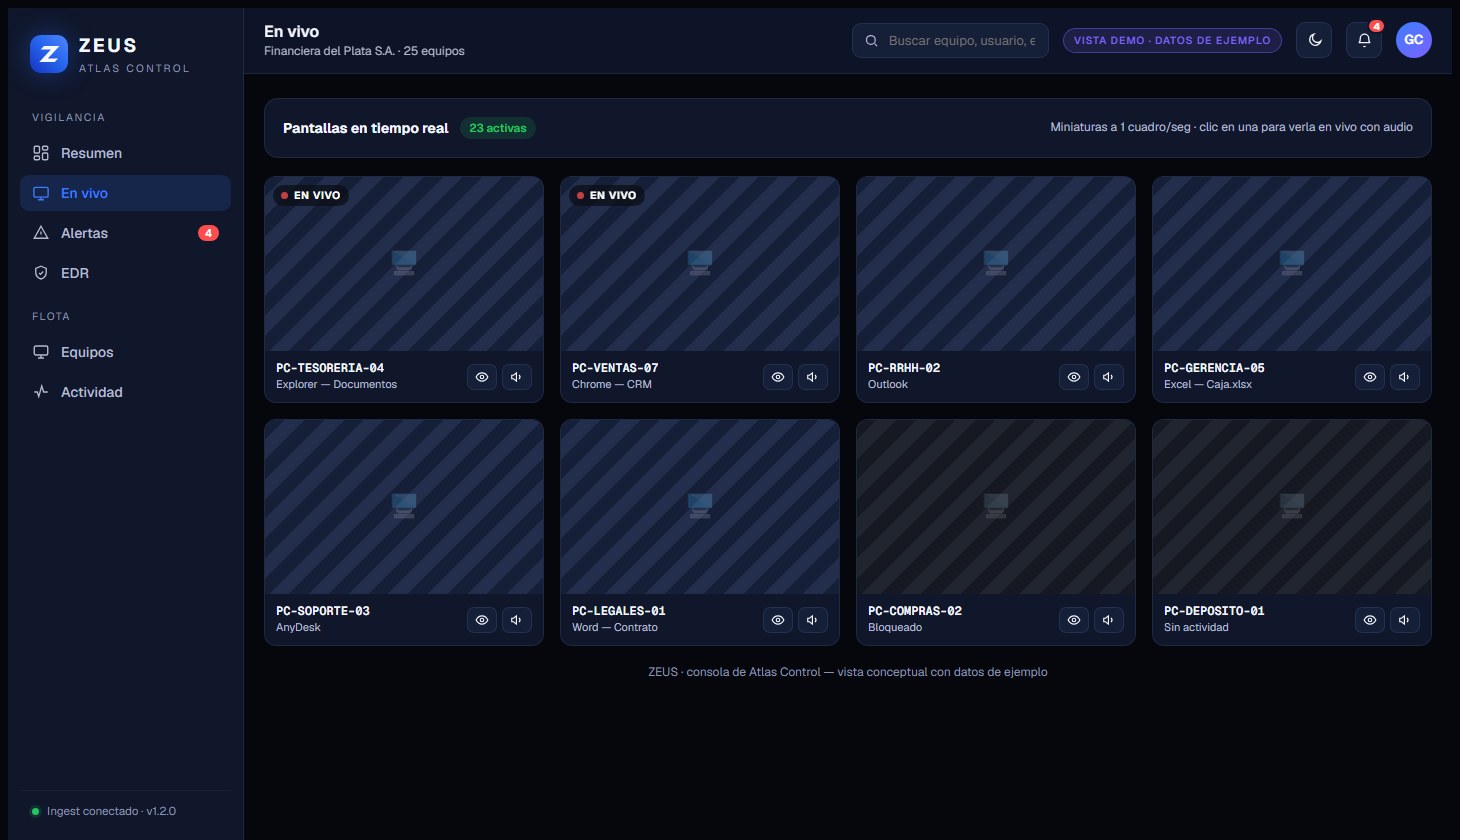 ZEUS
ATLAS CONTROL
VIGILANCIA
Resumen
En vivo
Alertas
4
EDR
FLOTA
Equipos
Actividad
Ingest conectado · v1.2.0
En vivo
Financiera del Plata S.A. · 25 equipos
Buscar equipo, usuario, e
VISTA DEMO · DATOS DE EJEMPLO
4
GC
Pantallas en tiempo real
23 activas
Miniaturas a 1 cuadro/seg · clic en una para verla en vivo con audio
EN VIVO
PC-TESORERIA-04
Explorer — Documentos
EN VIVO
PC-VENTAS-07
Chrome — CRM
PC-RRHH-02
Outlook
PC-GERENCIA-05
Excel — Caja.xlsx
PC-SOPORTE-03
AnyDesk
PC-LEGALES-01
Word — Contrato
PC-COMPRAS-02
Bloqueado
PC-DEPOSITO-01
Sin actividad
ZEUS · consola de Atlas Control — vista conceptual con datos de ejemplo